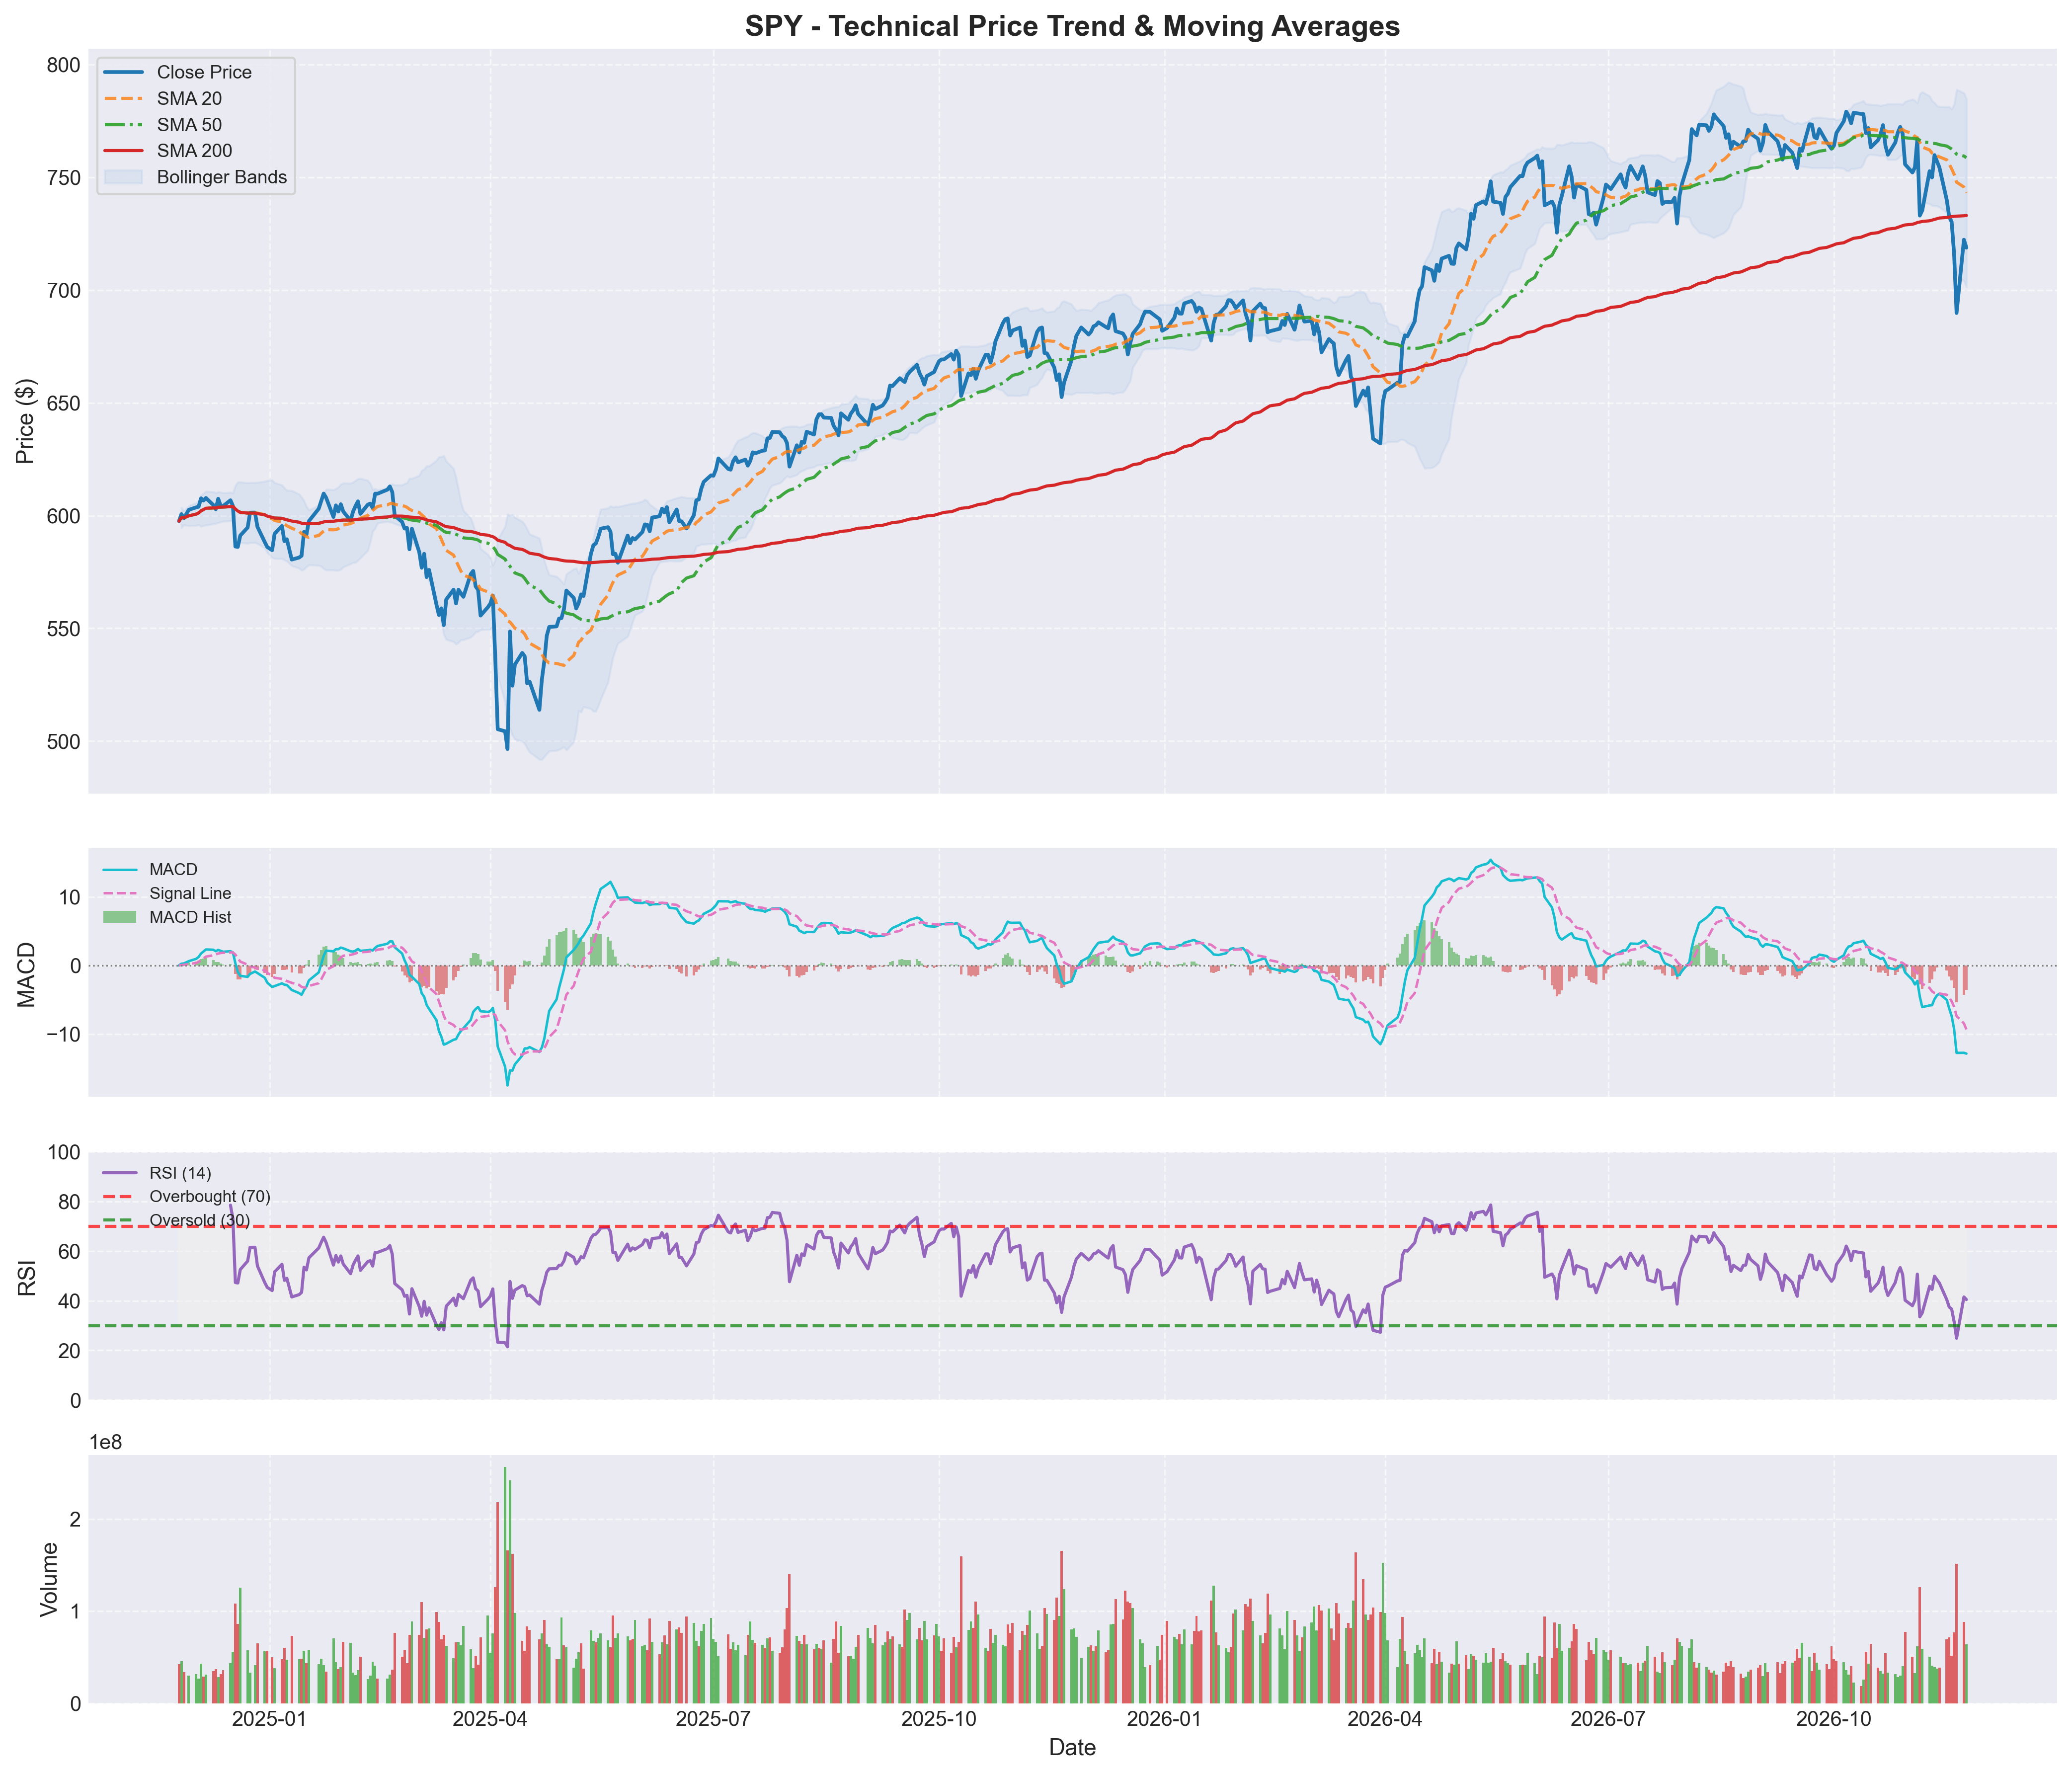 SPY - Technical Price Trend & Moving Averages
Close Price
SMA 20
SMA 50
SMA 200
Bollinger Bands
800
750
700
650
600
550
500
Price ($)
MACD
Signal Line
MACD Hist
10
0
−10
MACD
RSI (14)
Overbought (70)
Oversold (30)
100
80
60
40
20
0
RSI
1e8
2
1
0
Volume
2025-01
2025-04
2025-07
2025-10
2026-01
2026-04
2026-07
2026-10
Date